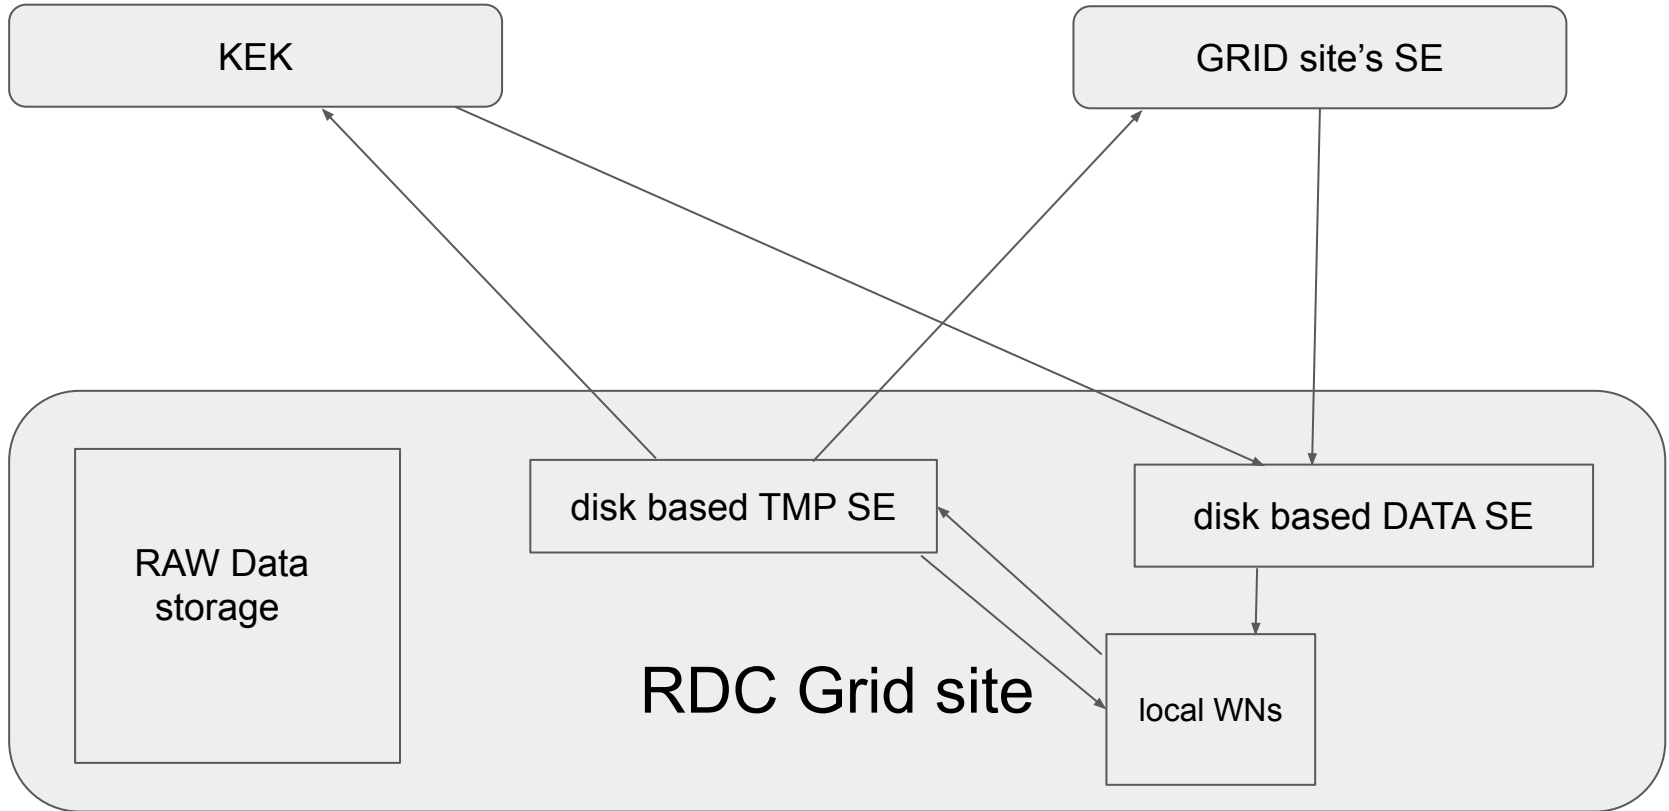 KEK
GRID site's SE
disk based TMP SE
disk based DATA SE
RAW Data
storage
RDC Grid site
local WNs